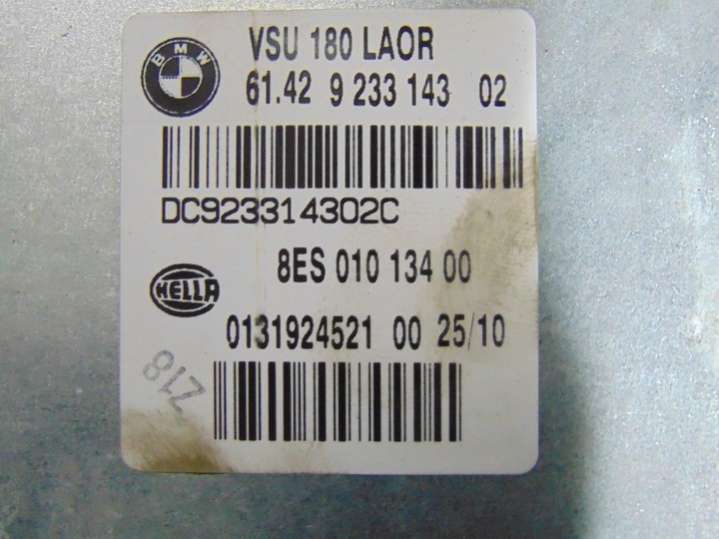 BMW
VSU 180 LAOR
61.42 9 233 143 02
DC923314302C
8ES 010 134 00
HELLA
0131924521 00 25/10
Z18